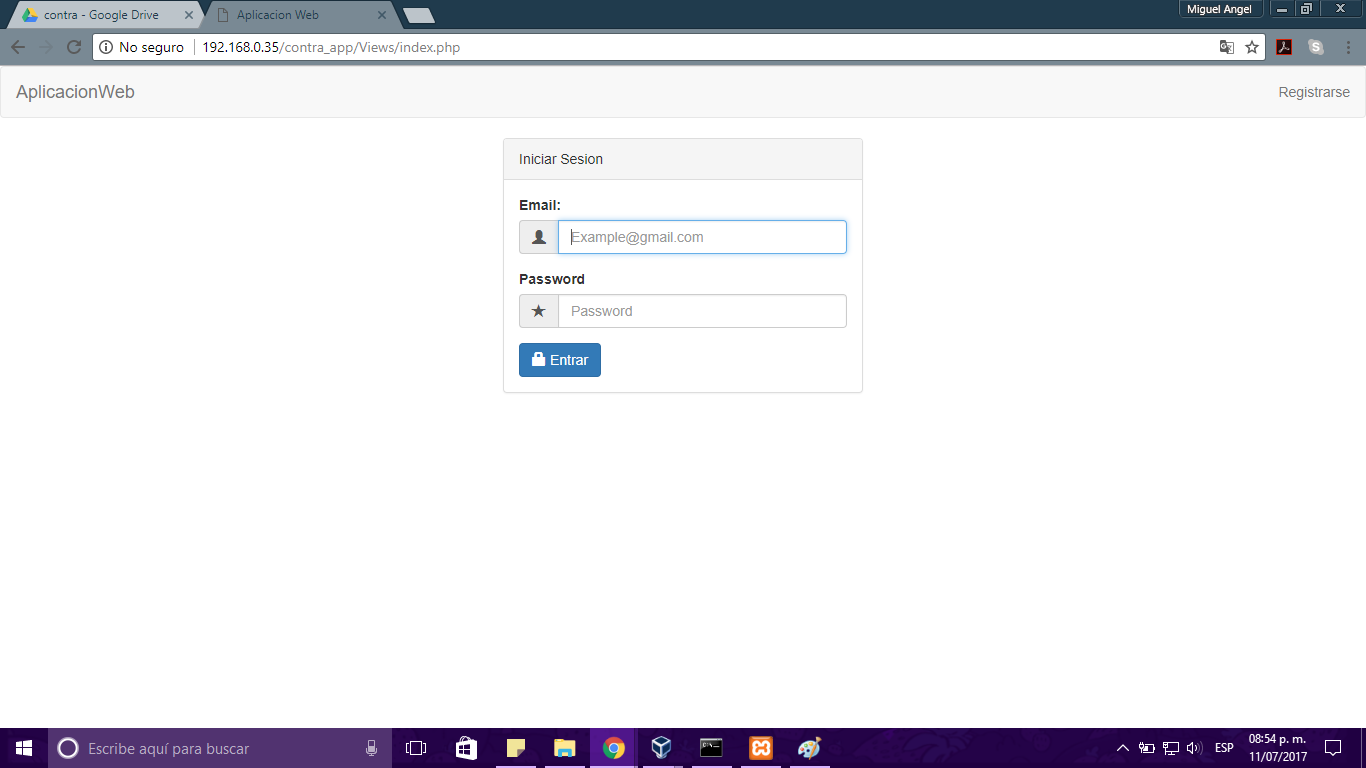 contra - Google Drive
Aplicacion Web
Miguel Angel
No seguro
192.168.0.35/contra_app/Views/index.php
AplicacionWeb
Registrarse
Iniciar Sesion
Email:
Example@gmail.com
Password
Password
Entrar
Escribe aquí para buscar
ESP
08:54 p. m.
11/07/2017